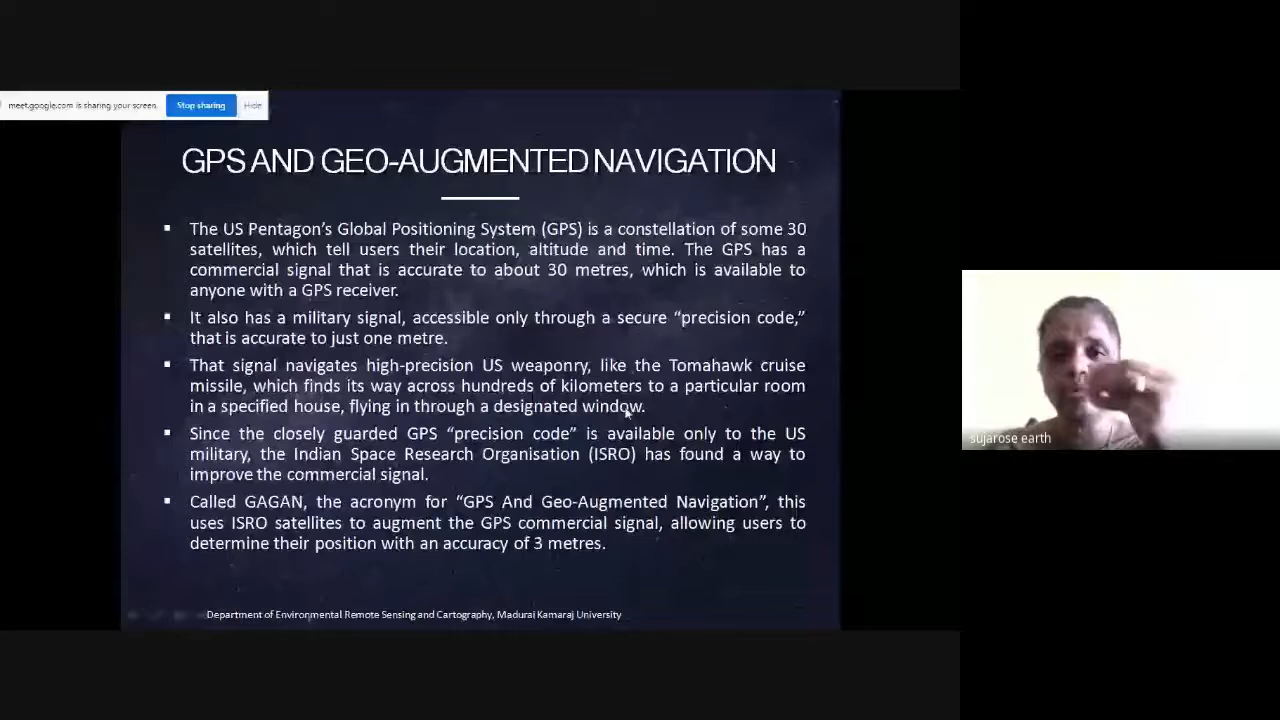 meet.google.com is sharing your screen.
Stop sharing
Hide
GPS AND GEO-AUGMENTED NAVIGATION
▪ The US Pentagon's Global Positioning System (GPS) is a constellation of some 30
satellites, which tell users their location, altitude and time. The GPS has a
commercial signal that is accurate to about 30 metres, which is available to
anyone with a GPS receiver.
▪ It also has a military signal, accessible only through a secure “precision code,”
that is accurate to just one metre.
▪ That signal navigates high-precision US weaponry, like the Tomahawk cruise
missile, which finds its way across hundreds of kilometers to a particular room
in a specified house, flying in through a designated window.
▪ Since the closely guarded GPS “precision code” is available only to the US
military, the Indian Space Research Organisation (ISRO) has found a way to
improve the commercial signal.
▪ Called GAGAN, the acronym for “GPS And Geo-Augmented Navigation”, this
uses ISRO satellites to augment the GPS commercial signal, allowing users to
determine their position with an accuracy of 3 metres.
Department of Environmental Remote Sensing and Cartography, Madurai Kamaraj University
sujarose earth